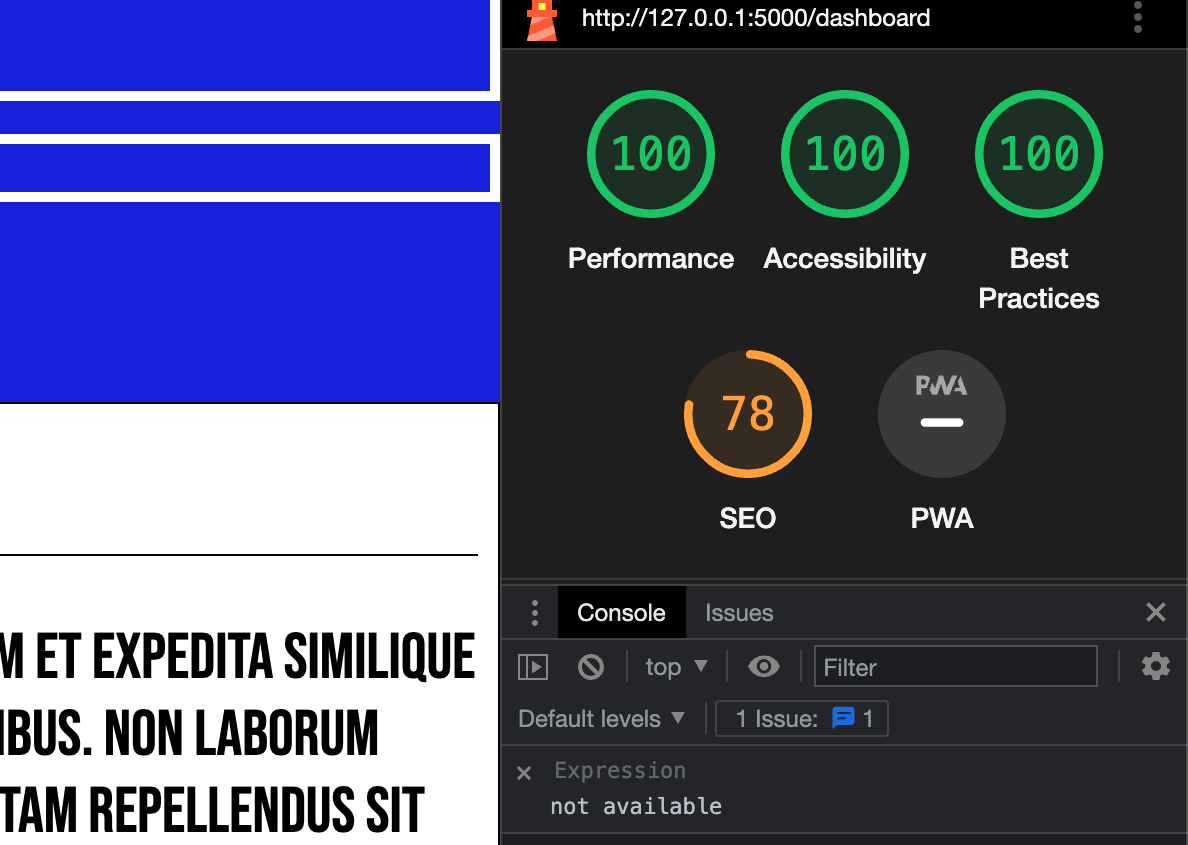 http://127.0.0.1:5000/dashboard
100 100 100
Performance Accessibility Best Practices
78 PWA
SEO PWA
Console Issues
top Filter
Default levels 1 Issue: 1
Expression
not available
M ET EXPEDITA SIMILIQUE
IBUS. NON LABORUM
TAM REPELLENDUS SIT